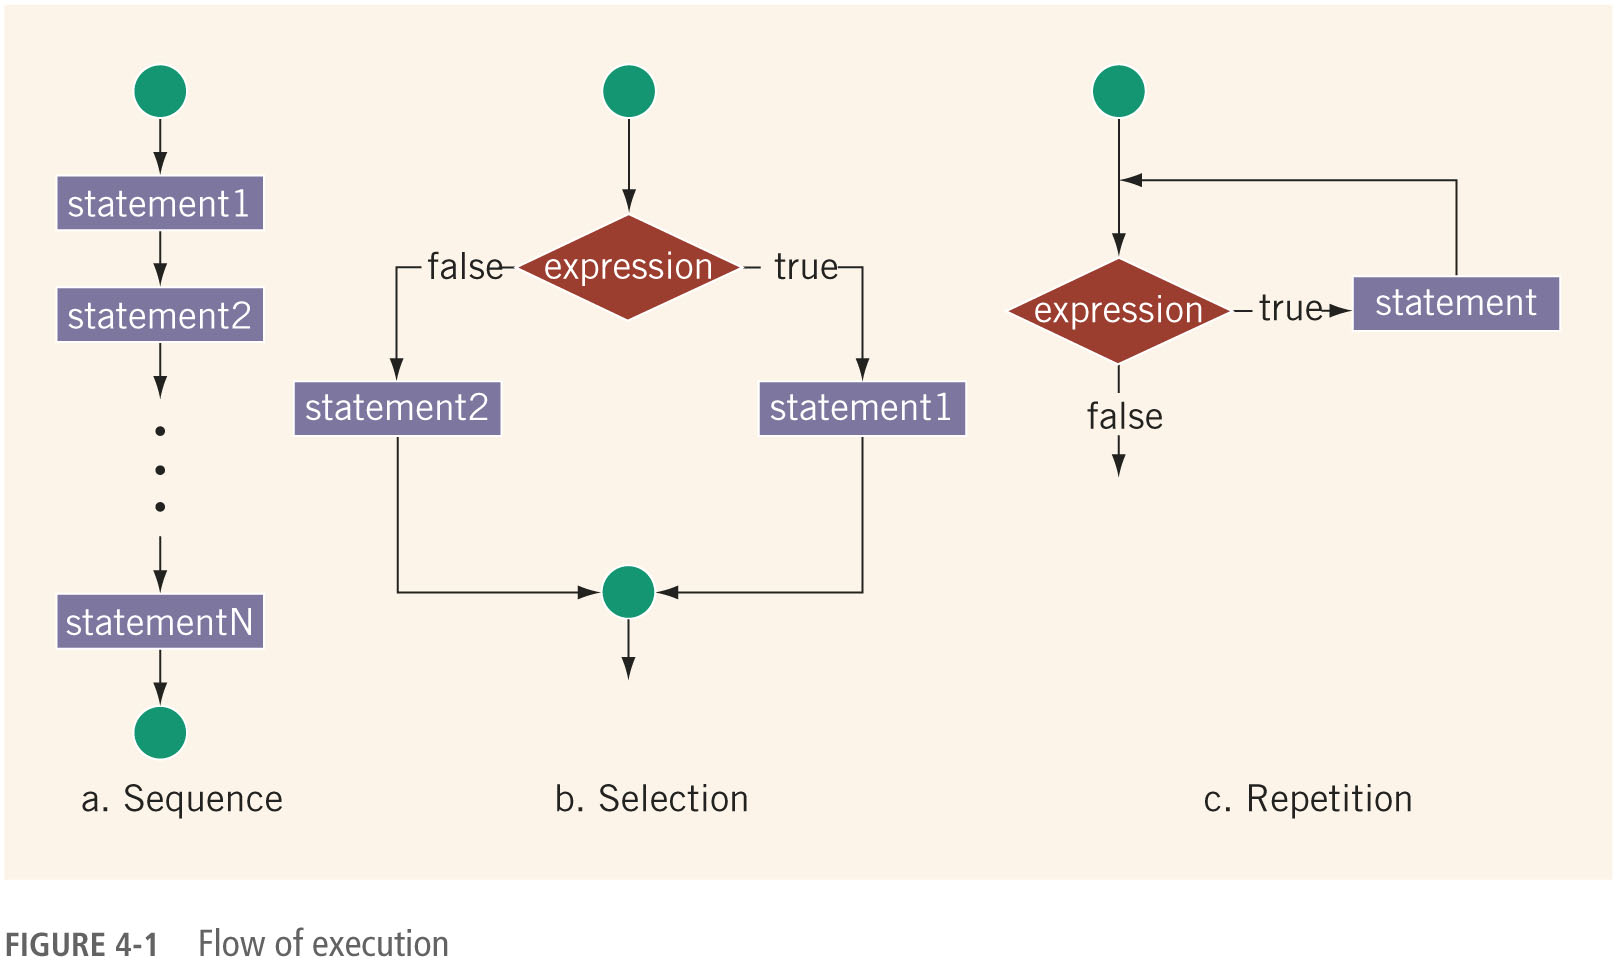 statement1
statement2
statementN
a. Sequence
expression
false
true
statement2
statement1
b. Selection
expression
true
statement
false
c. Repetition
FIGURE 4-1 Flow of execution